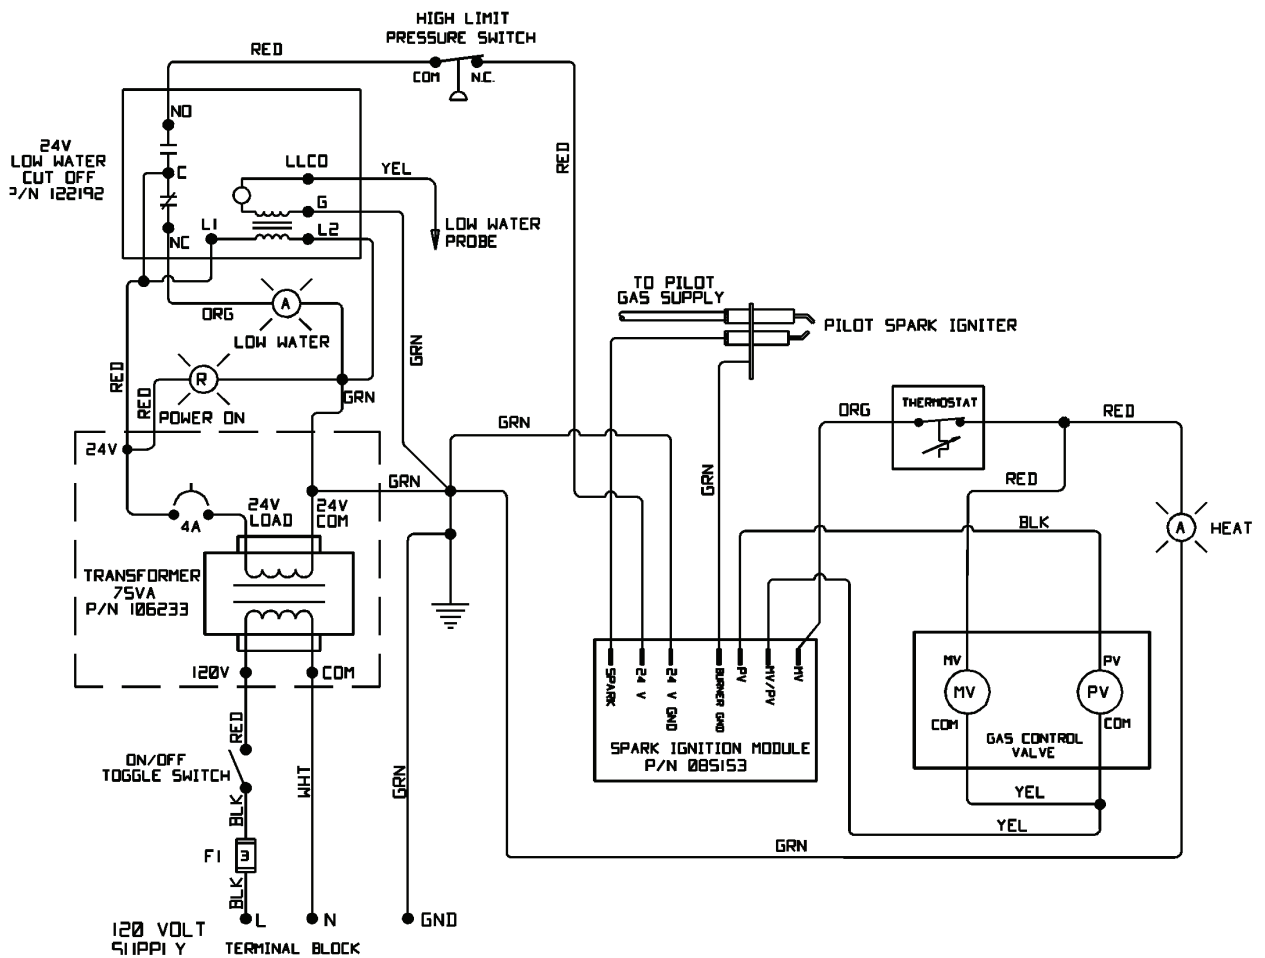 HIGH LIMIT
PRESSURE SWITCH
RED
COM
N.C.
NO
24V
LOW WATER
CUT OFF
P/N 122192
C
LLCO
YEL
RED
G
L1
L2
NC
LOW WATER
PROBE
ORG
A
LOW WATER
GRN
TO PILOT
GAS SUPPLY
PILOT SPARK IGNITER
RED
RED
R
POWER ON
GRN
24V
GRN
ORG
THERMOSTAT
RED
GRN
GRN
RED
4A
24V
LOAD
24V
COM
BLK
A
HEAT
TRANSFORMER
75VA
P/N 106233
120V
COM
SPARK
24 V
24 V GND
BURNER GND
PV
MV/PV
MV
MV
PV
MV
PV
COM
COM
GAS CONTROL
VALVE
SPARK IGNITION MODULE
P/N 085153
RED
ON/OFF
TOGGLE SWITCH
BLK
WHT
GRN
YEL
YEL
GRN
F1
3
BLK
L
N
GND
120 VOLT
SUPPLY
TERMINAL BLOCK